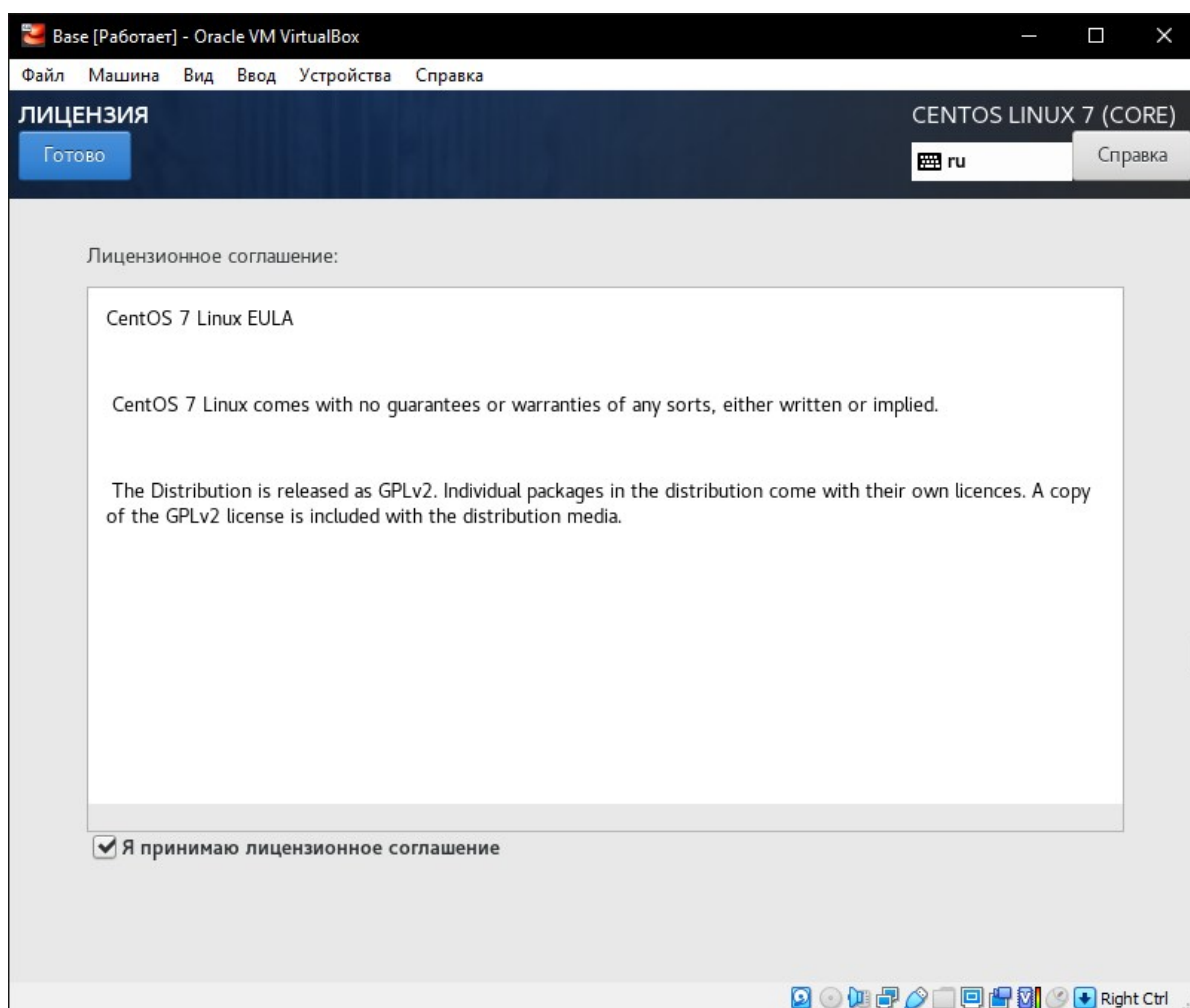 Base [Работает] - Oracle VM VirtualBox
Файл Машина Вид Ввод Устройства Справка
ЛИЦЕНЗИЯ
CENTOS LINUX 7 (CORE)
Готово
ru
Справка
Лицензионное соглашение:
CentOS 7 Linux EULA
CentOS 7 Linux comes with no guarantees or warranties of any sorts, either written or implied.
The Distribution is released as GPLv2. Individual packages in the distribution come with their own licences. A copy
of the GPLv2 license is included with the distribution media.
Я принимаю лицензионное соглашение
Right Ctrl